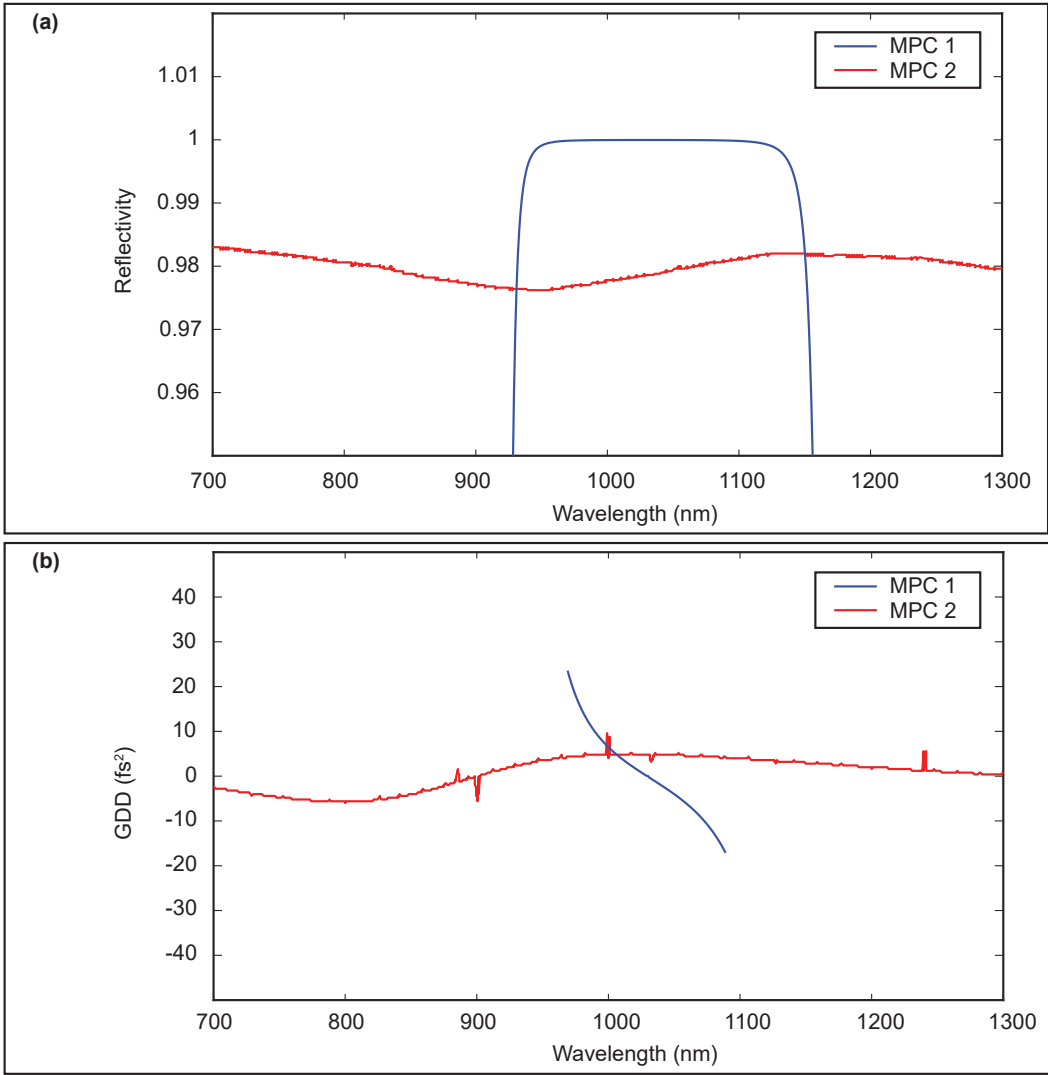 (a)
MPC 1
MPC 2
1.01
1
0.99
0.98
0.97
0.96
Reflectivity
700 800 900 1000 1100 1200 1300
Wavelength (nm)
(b)
MPC 1
MPC 2
40
30
20
10
0
-10
-20
-30
-40
GDD (fs²)
700 800 900 1000 1100 1200 1300
Wavelength (nm)